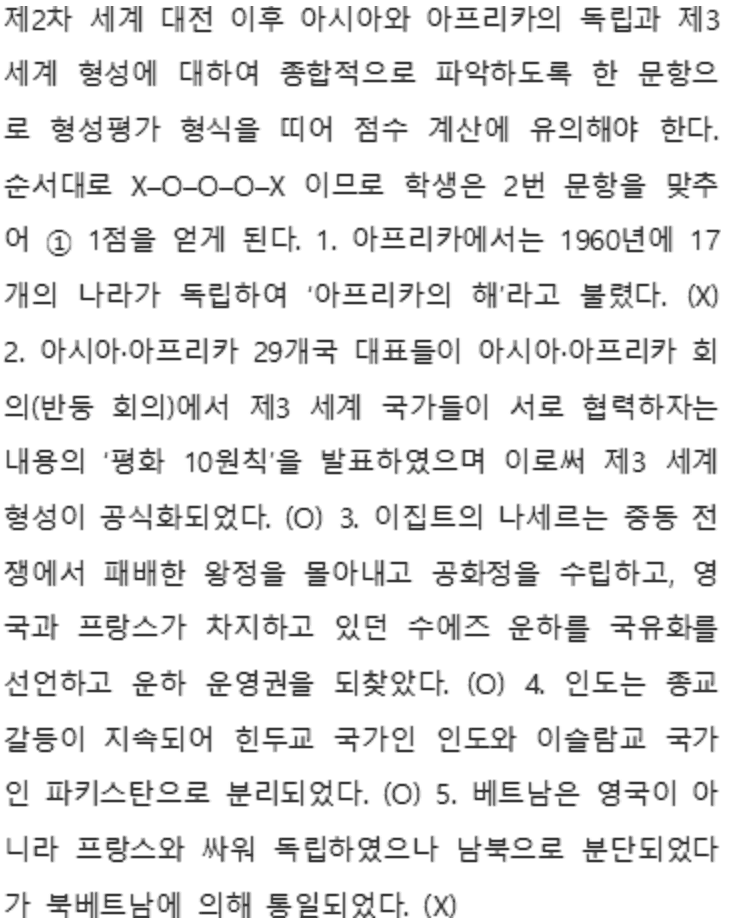 제2차 세계 대전 이후 아시아와 아프리카의 독립과 제3
세계 형성에 대하여 종합적으로 파악하도록 한 문항으
로 형성평가 형식을 띠어 점수 계산에 유의해야 한다.
순서대로 X–O–O–O–X 이므로 학생은 2번 문항을 맞추
어 ① 1점을 얻게 된다. 1. 아프리카에서는 1960년에 17
개의 나라가 독립하여 ‘아프리카의 해’라고 불렸다. (X)
2. 아시아·아프리카 29개국 대표들이 아시아·아프리카 회
의(반둥 회의)에서 제3 세계 국가들이 서로 협력하자는
내용의 ‘평화 10원칙’을 발표하였으며 이로써 제3 세계
형성이 공식화되었다. (O) 3. 이집트의 나세르는 중동 전
쟁에서 패배한 왕정을 몰아내고 공화정을 수립하고, 영
국과 프랑스가 차지하고 있던 수에즈 운하를 국유화를
선언하고 운하 운영권을 되찾았다. (O) 4. 인도는 종교
갈등이 지속되어 힌두교 국가인 인도와 이슬람교 국가
인 파키스탄으로 분리되었다. (O) 5. 베트남은 영국이 아
니라 프랑스와 싸워 독립하였으나 남북으로 분단되었다
가 북베트남에 의해 통일되었다. (X)